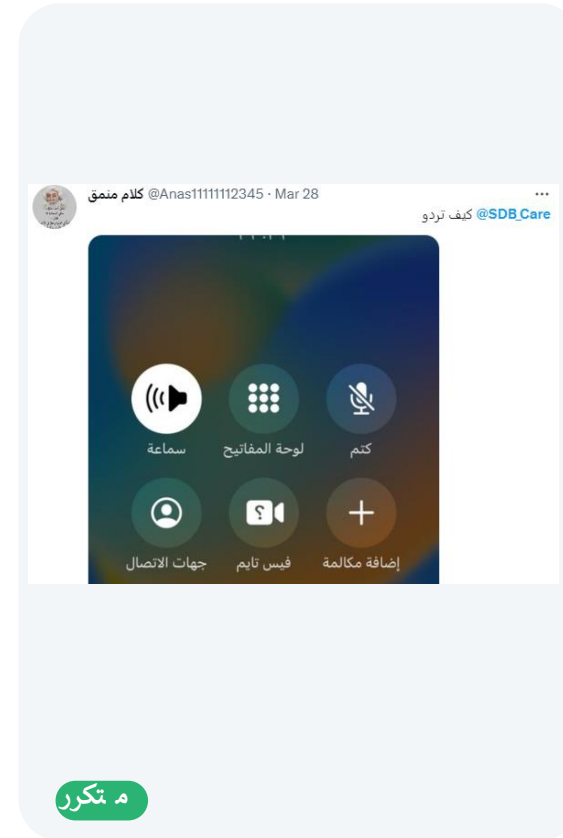 كلام منمق @Anas11111112345 · Mar 28
@SDB_Care كيف تردو
كتم
لوحة المفاتيح
سماعة
إضافة مكالمة
فيس تايم
جهات الاتصال
م تكرر